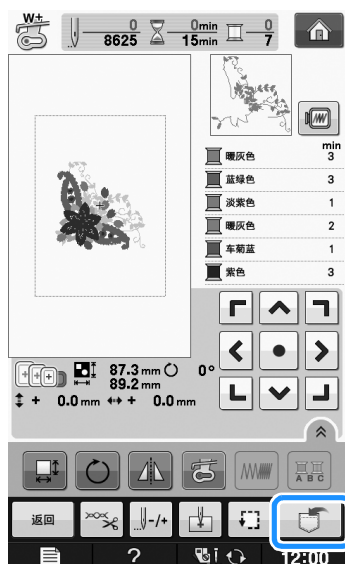 W+
0 0min 0
8625 15min 7
min
暖灰色 3
蓝绿色 3
淡紫色 1
暖灰色 2
车菊蓝 1
紫色 3
87.3 mm 0°
89.2 mm
+ 0.0 mm + 0.0 mm
A B C
返回 -/+
? 12:00